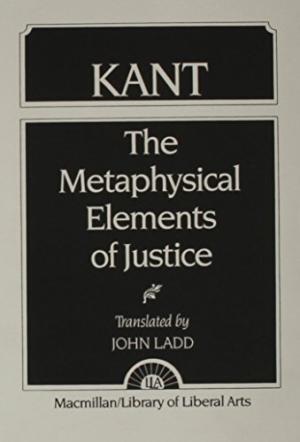 KANT
The
Metaphysical
Elements
of Justice
Translated by
JOHN LADD
LLA
Macmillan/Library of Liberal Arts